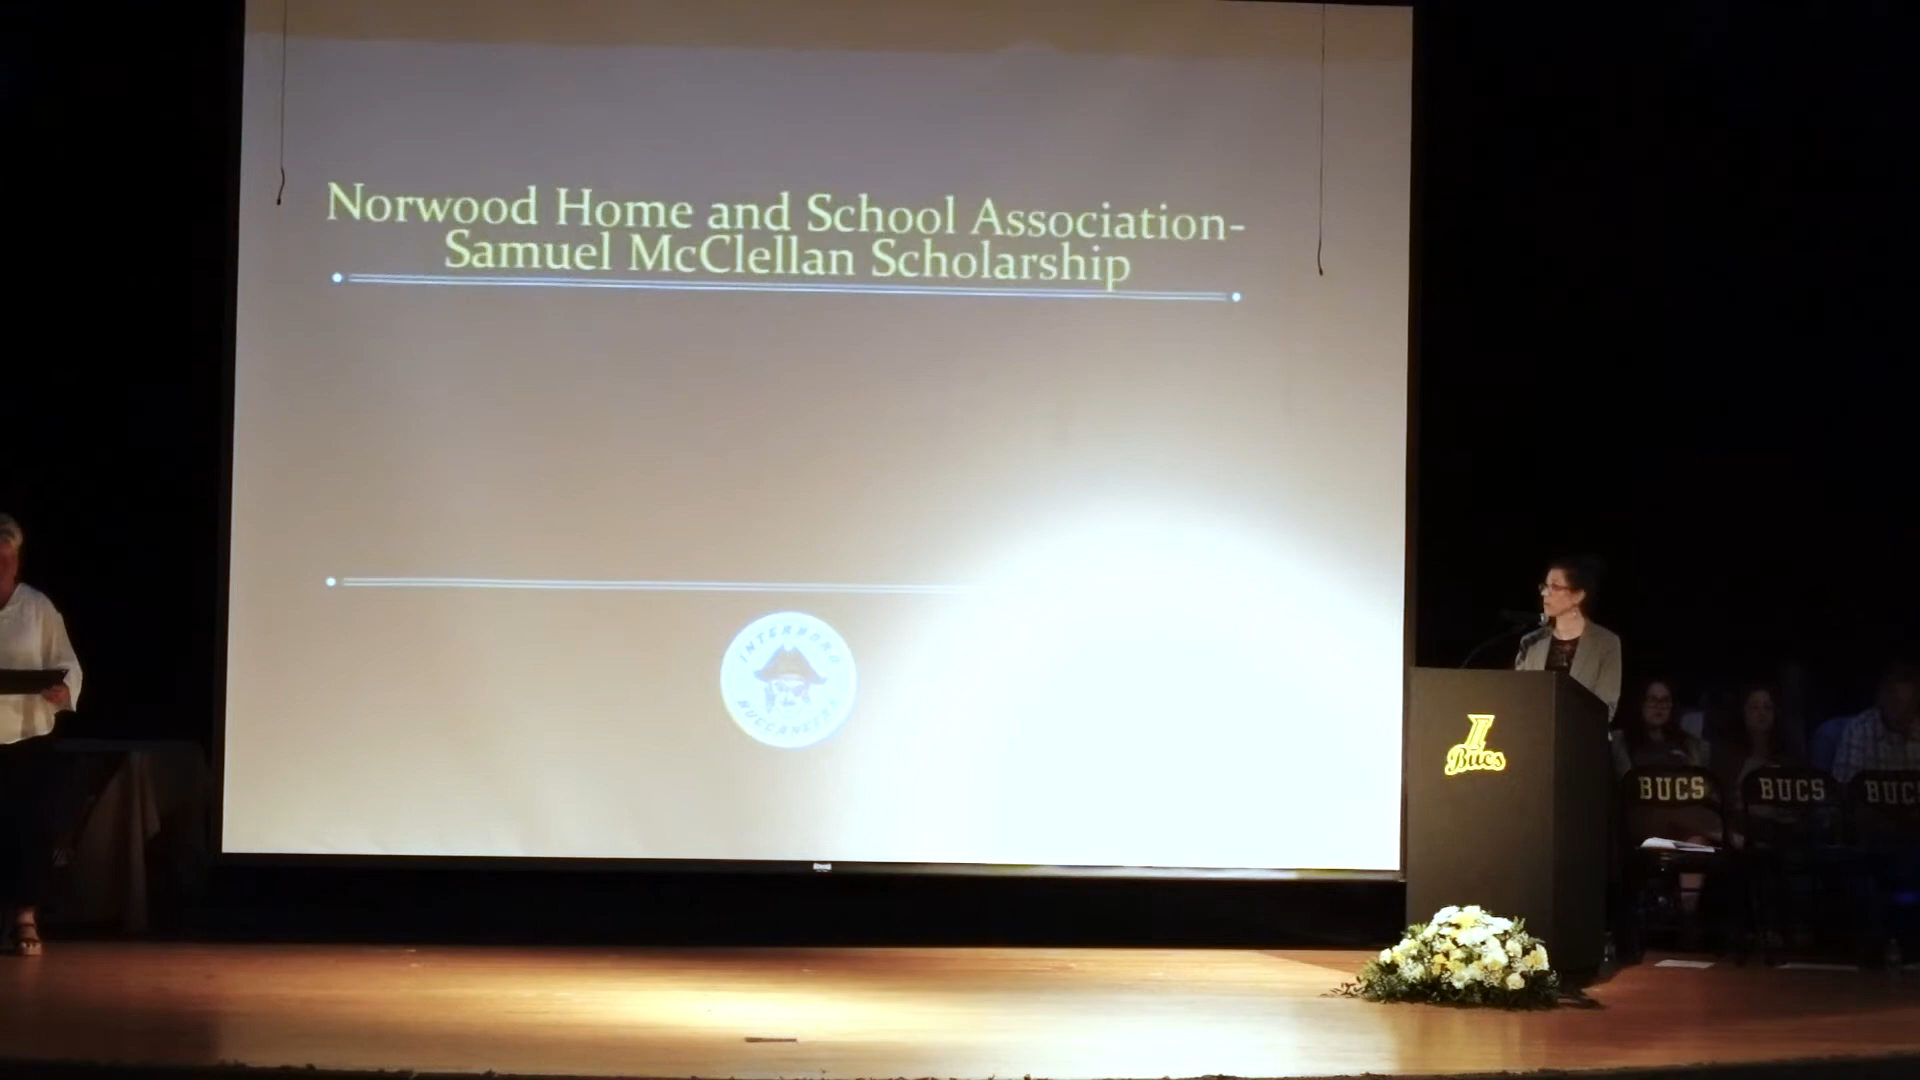 Norwood Home and School Association-
Samuel McClellan Scholarship
INTERBORO
BUCCANEERS
I
Bucs
BUCS
BUCS
BUCS